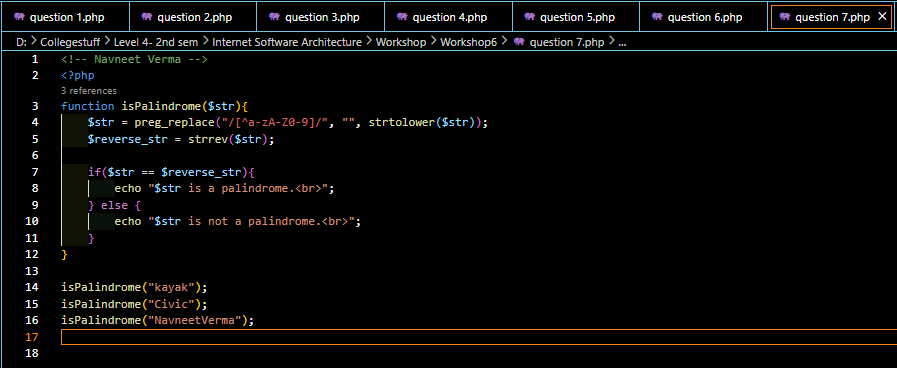 question 1.php question 2.php question 3.php question 4.php question 5.php question 6.php question 7.php
D: > Collegestuff > Level 4- 2nd sem > Internet Software Architecture > Workshop > Workshop6 > question 7.php > ...
1 <!-- Navneet Verma -->
2 <?php
3 references
3 function isPalindrome($str){
4 $str = preg_replace("/[^a-zA-Z0-9]/", "", strtolower($str));
5 $reverse_str = strrev($str);
6
7 if($str == $reverse_str){
8 echo "$str is a palindrome.<br>";
9 } else {
10 echo "$str is not a palindrome.<br>";
11 }
12 }
13
14 isPalindrome("kayak");
15 isPalindrome("Civic");
16 isPalindrome("NavneetVerma");
17
18